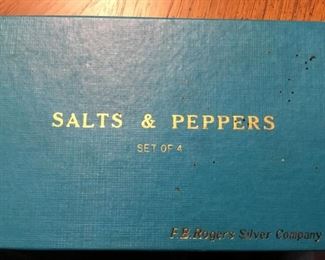 SALTS & PEPPERS
SET OF 4
F.B.Rogers Silver Company